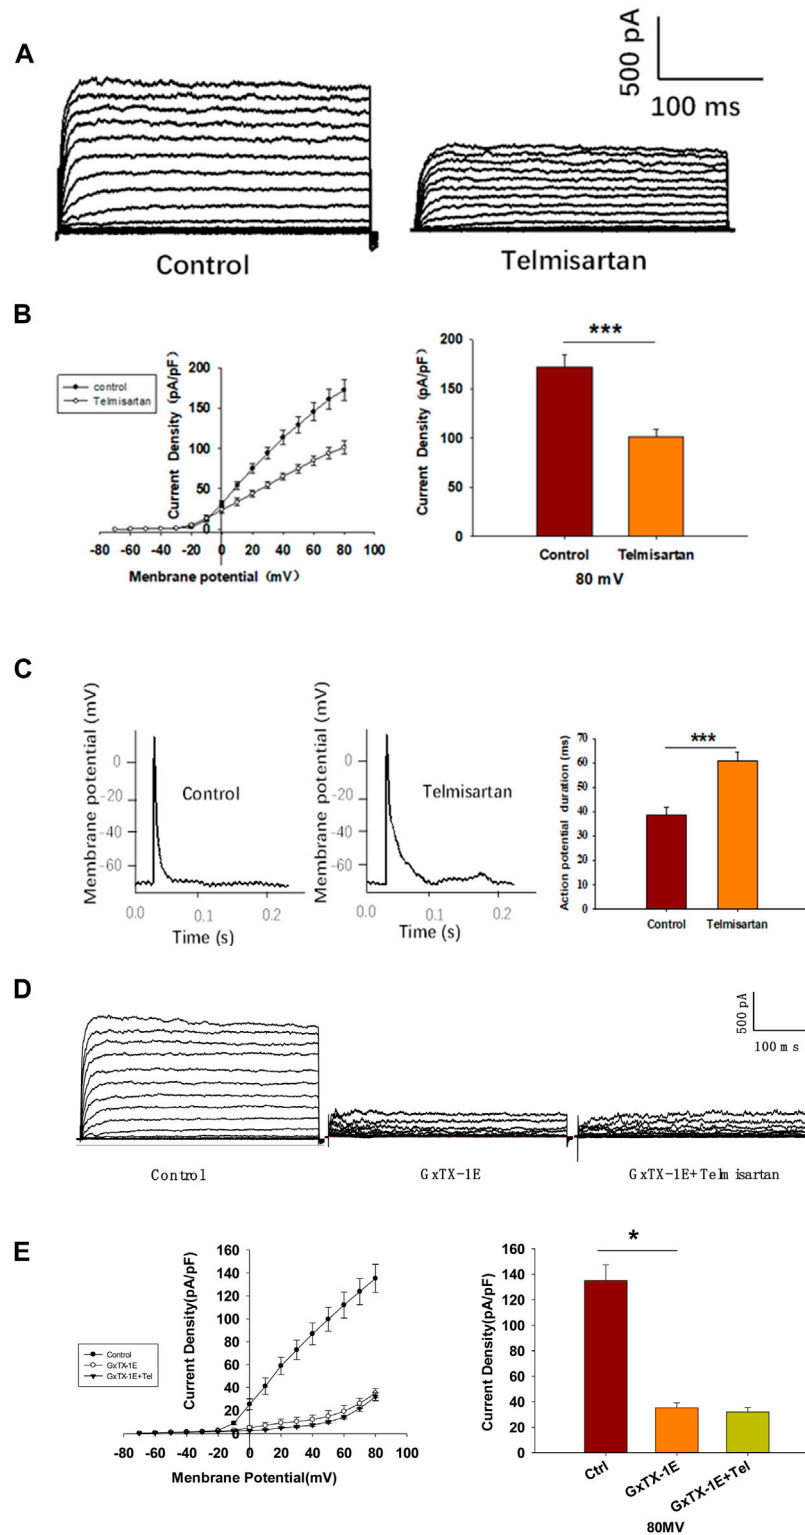 A
500 pA
100 ms
Control
Telmisartan
B
control
Telmisartan
Current Density (pA/pF)
200
150
100
50
0
-80 -60 -40 -20 0 20 40 60 80 100
Menbrane potential (mV)
***
Current Density (pA/pF)
200
150
100
50
0
Control Telmisartan
80 mV
C
Membrane potential (mV)
0
-20
-40
-60
Control
0.0 0.1 0.2
Time (s)
Membrane potential (mV)
0
-20
-40
-60
Telmisartan
0.0 0.1 0.2
Time (s)
***
Action potential duration (ms)
70
60
50
40
30
20
10
0
Control Telmisartan
D
500 pA
100 ms
Control
GxTX-1E
GxTX-1E+Telmisartan
E
Control
GxTX-1E
GxTX-1E+Tel
Current Density(pA/pF)
160
140
120
100
80
60
40
20
0
-80 -60 -40 -20 0 20 40 60 80 100
Menbrane Potential(mV)
*
Current Density(pA/pF)
160
140
120
100
80
60
40
20
0
Ctrl
GxTX-1E
GxTX-1E+Tel
80MV